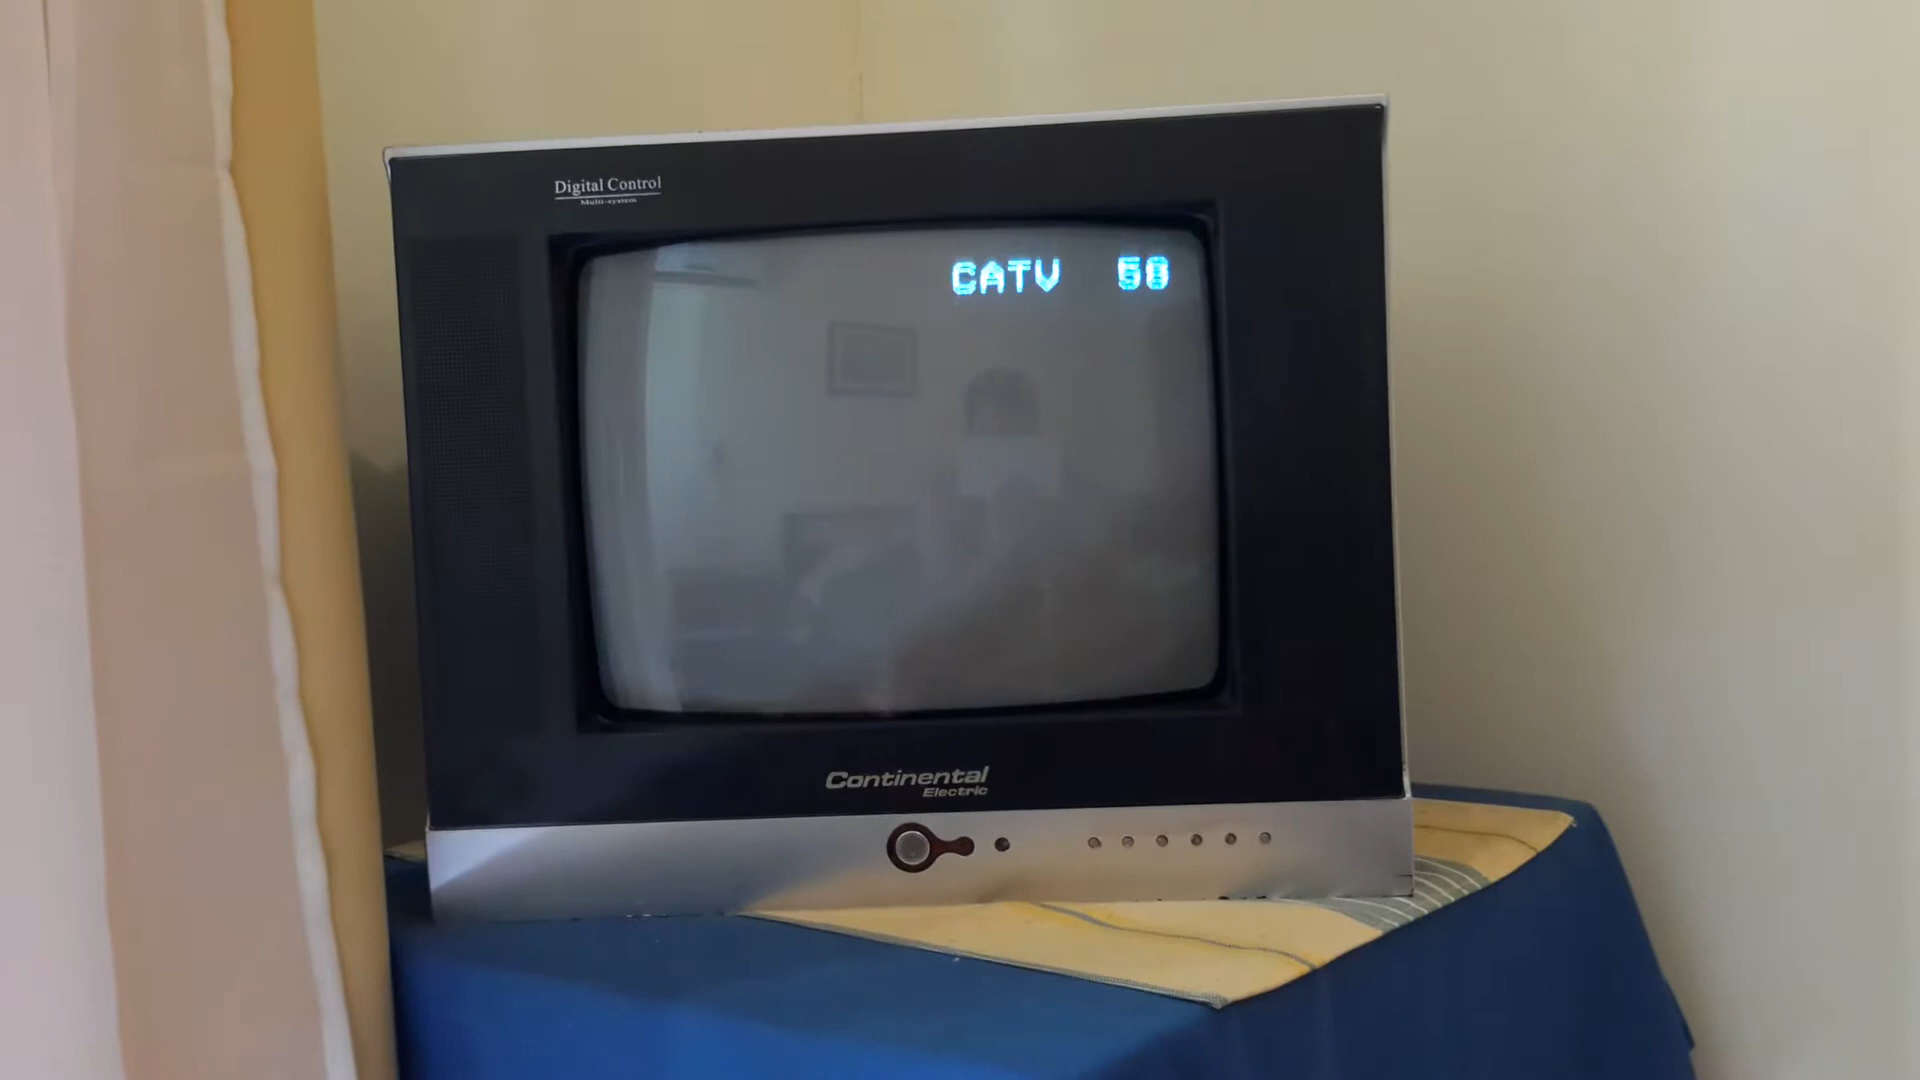 Digital Control
Multi-system
CATV 58
Continental
Electric